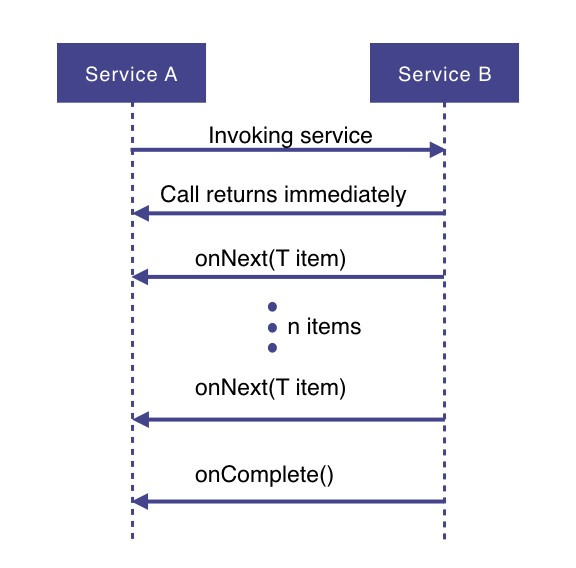 Service A
Service B
Invoking service
Call returns immediately
onNext(T item)
n items
onNext(T item)
onComplete()